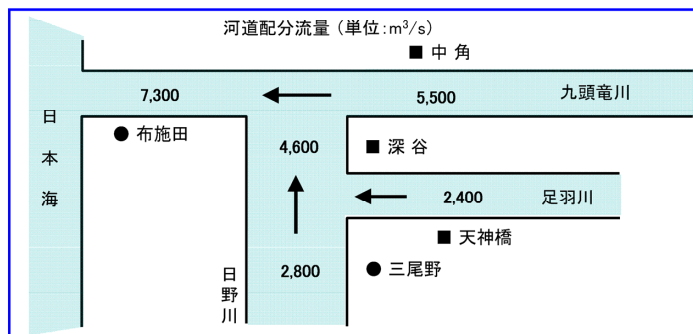 河道配分流量（単位：m³/s）
■ 中 角
7,300
5,500
九頭竜川
日本海
● 布施田
4,600
■ 深 谷
2,400
足羽川
■ 天神橋
日野川
2,800
● 三尾野